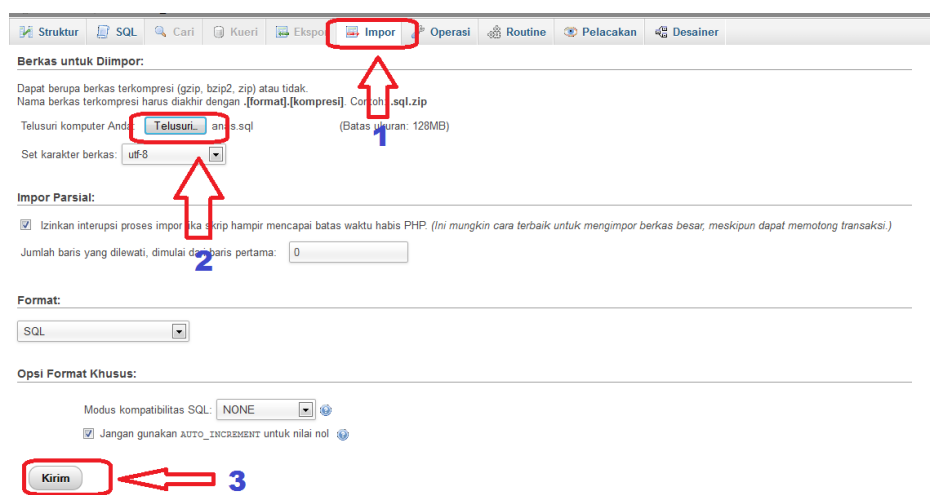 Struktur SQL Cari Kueri Ekspor Impor Operasi Routine Pelacakan Desainer
Berkas untuk Diimpor:
Dapat berupa berkas terkompresi (gzip, bzip2, zip) atau tidak.
Nama berkas terkompresi harus diakhir dengan .[format].[kompresi]. Contoh: .sql.zip
Telusuri komputer Anda: Telusuri... anas.sql (Batas ukuran: 128MB)
1
Set karakter berkas: utf-8
Impor Parsial:
Izinkan interupsi proses impor jika skrip hampir mencapai batas waktu habis PHP. (Ini mungkin cara terbaik untuk mengimpor berkas besar, meskipun dapat memotong transaksi.)
Jumlah baris yang dilewati, dimulai dari baris pertama: 0
2
Format:
SQL
Opsi Format Khusus:
Modus kompatibilitas SQL: NONE
Jangan gunakan AUTO_INCREMENT untuk nilai nol
Kirim 3